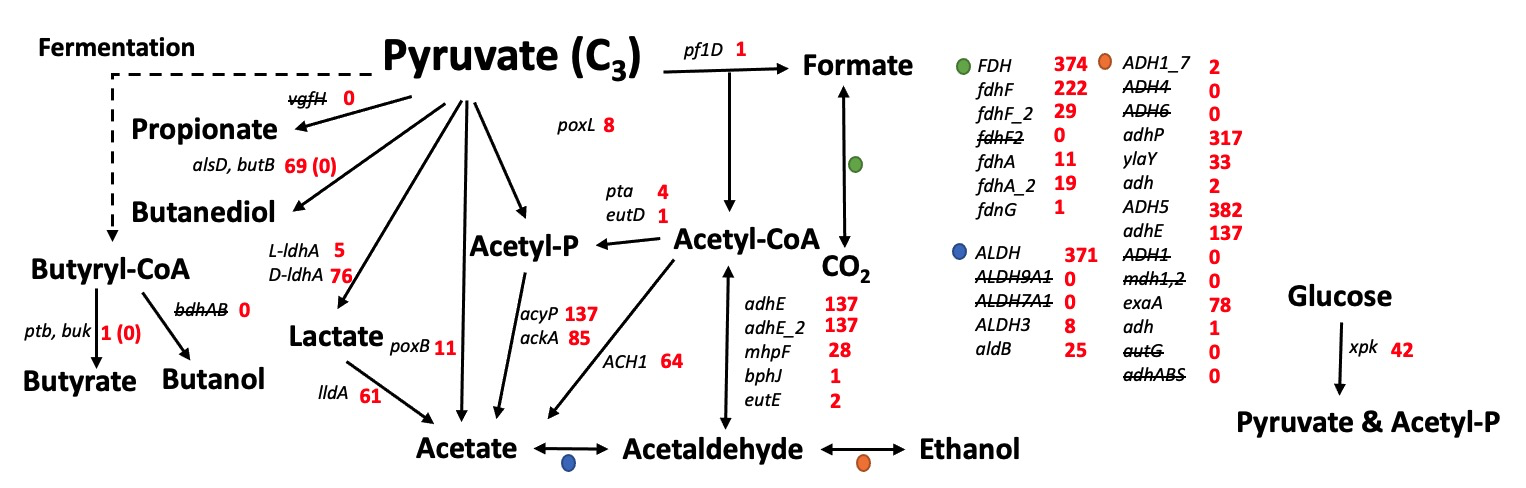 Fermentation
Pyruvate (C3)
pf1D 1
Formate
vgfH 0
Propionate
poxL 8
alsD, butB 69 (0)
Butanediol
pta 4
eutD 1
Acetyl-P
Acetyl-CoA
CO2
L-ldhA 5
D-ldhA 76
Butyryl-CoA
bdhAB 0
ptb, buk 1 (0)
Butyrate
Butanol
Lactate
poxB 11
acyP 137
ackA 85
ACH1 64
lldA 61
adhE 137
adhE_2 137
mhpF 28
bphJ 1
eutE 2
Acetate
Acetaldehyde
Ethanol
FDH 374
fdhF 222
fdhF_2 29
fdhF2 0
fdhA 11
fdhA_2 19
fdnG 1
ALDH 371
ALDH9A1 0
ALDH7A1 0
ALDH3 8
aldB 25
ADH1_7 2
ADH4 0
ADH6 0
adhP 317
ylaY 33
adh 2
ADH5 382
adhE 137
ADH1 0
mdh1,2 0
exaA 78
adh 1
autG 0
adhABS 0
Glucose
xpk 42
Pyruvate & Acetyl-P